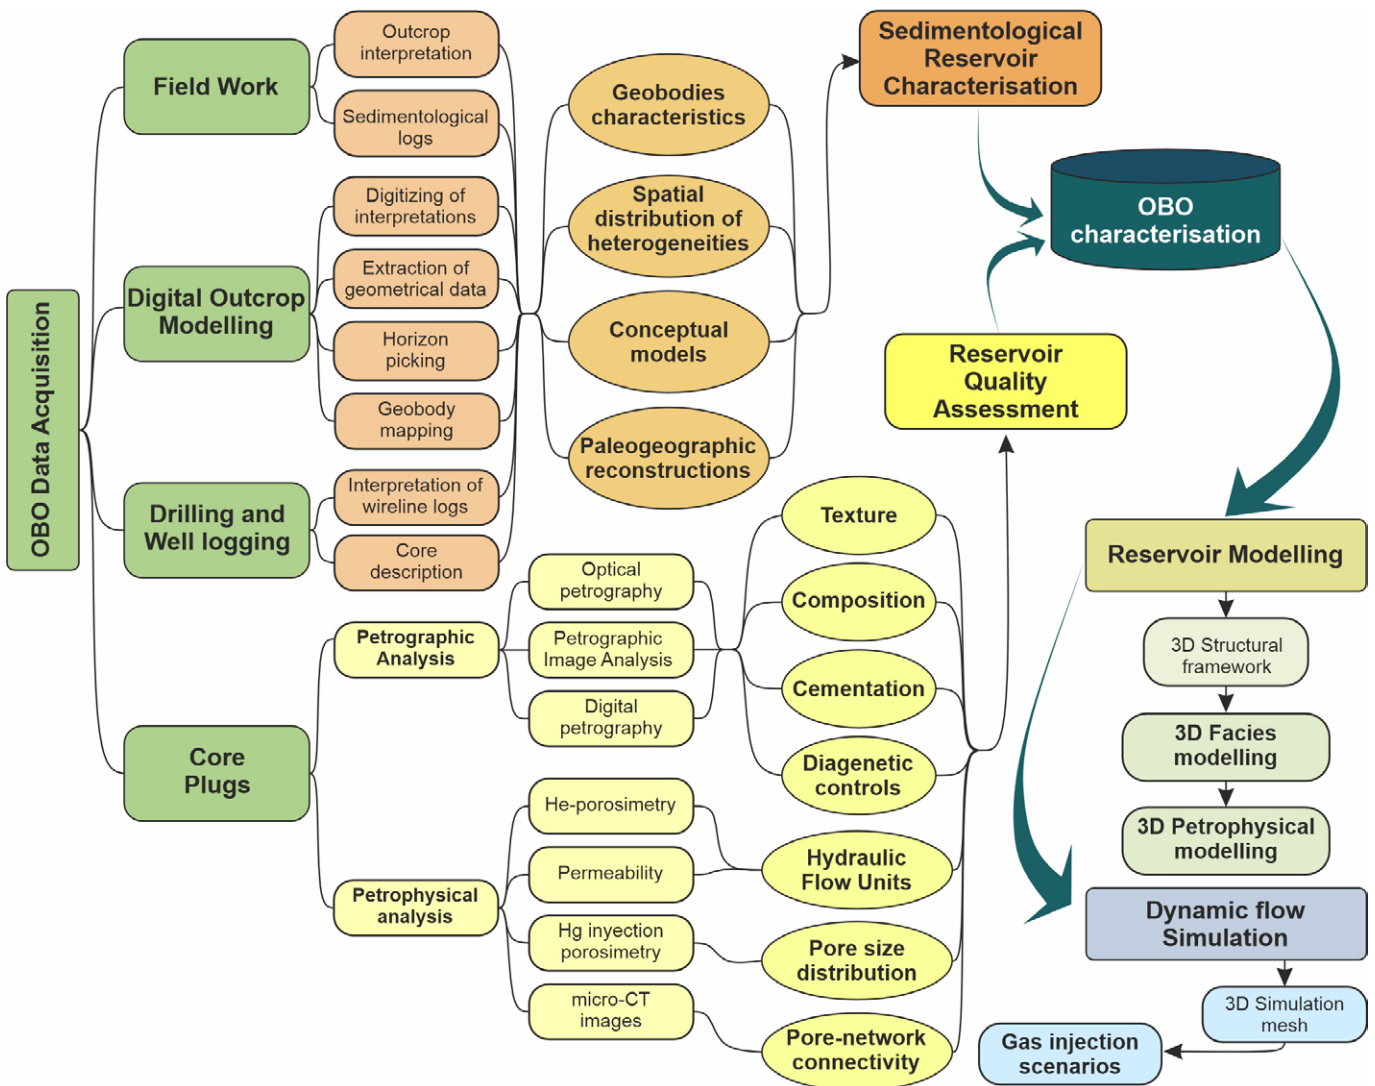 OBO Data Acquisition
Field Work
Digital Outcrop
Modelling
Drilling and
Well logging
Core
Plugs
Outcrop
interpretation
Sedimentological
logs
Digitizing of
interpretations
Extraction of
geometrical data
Horizon
picking
Geobody
mapping
Interpretation of
wireline logs
Core
description
Geobodies
characteristics
Spatial
distribution of
heterogeneities
Conceptual
models
Paleogeographic
reconstructions
Sedimentological
Reservoir
Characterisation
OBO
characterisation
Reservoir
Quality
Assessment
Petrographic
Analysis
Optical
petrography
Petrographic
Image Analysis
Digital
petrography
Texture
Composition
Cementation
Diagenetic
controls
Petrophysical
analysis
He-porosimetry
Permeability
Hg inyection
porosimetry
micro-CT
images
Hydraulic
Flow Units
Pore size
distribution
Pore-network
connectivity
Reservoir Modelling
3D Structural
framework
3D Facies
modelling
3D Petrophysical
modelling
Dynamic flow
Simulation
3D Simulation
mesh
Gas injection
scenarios